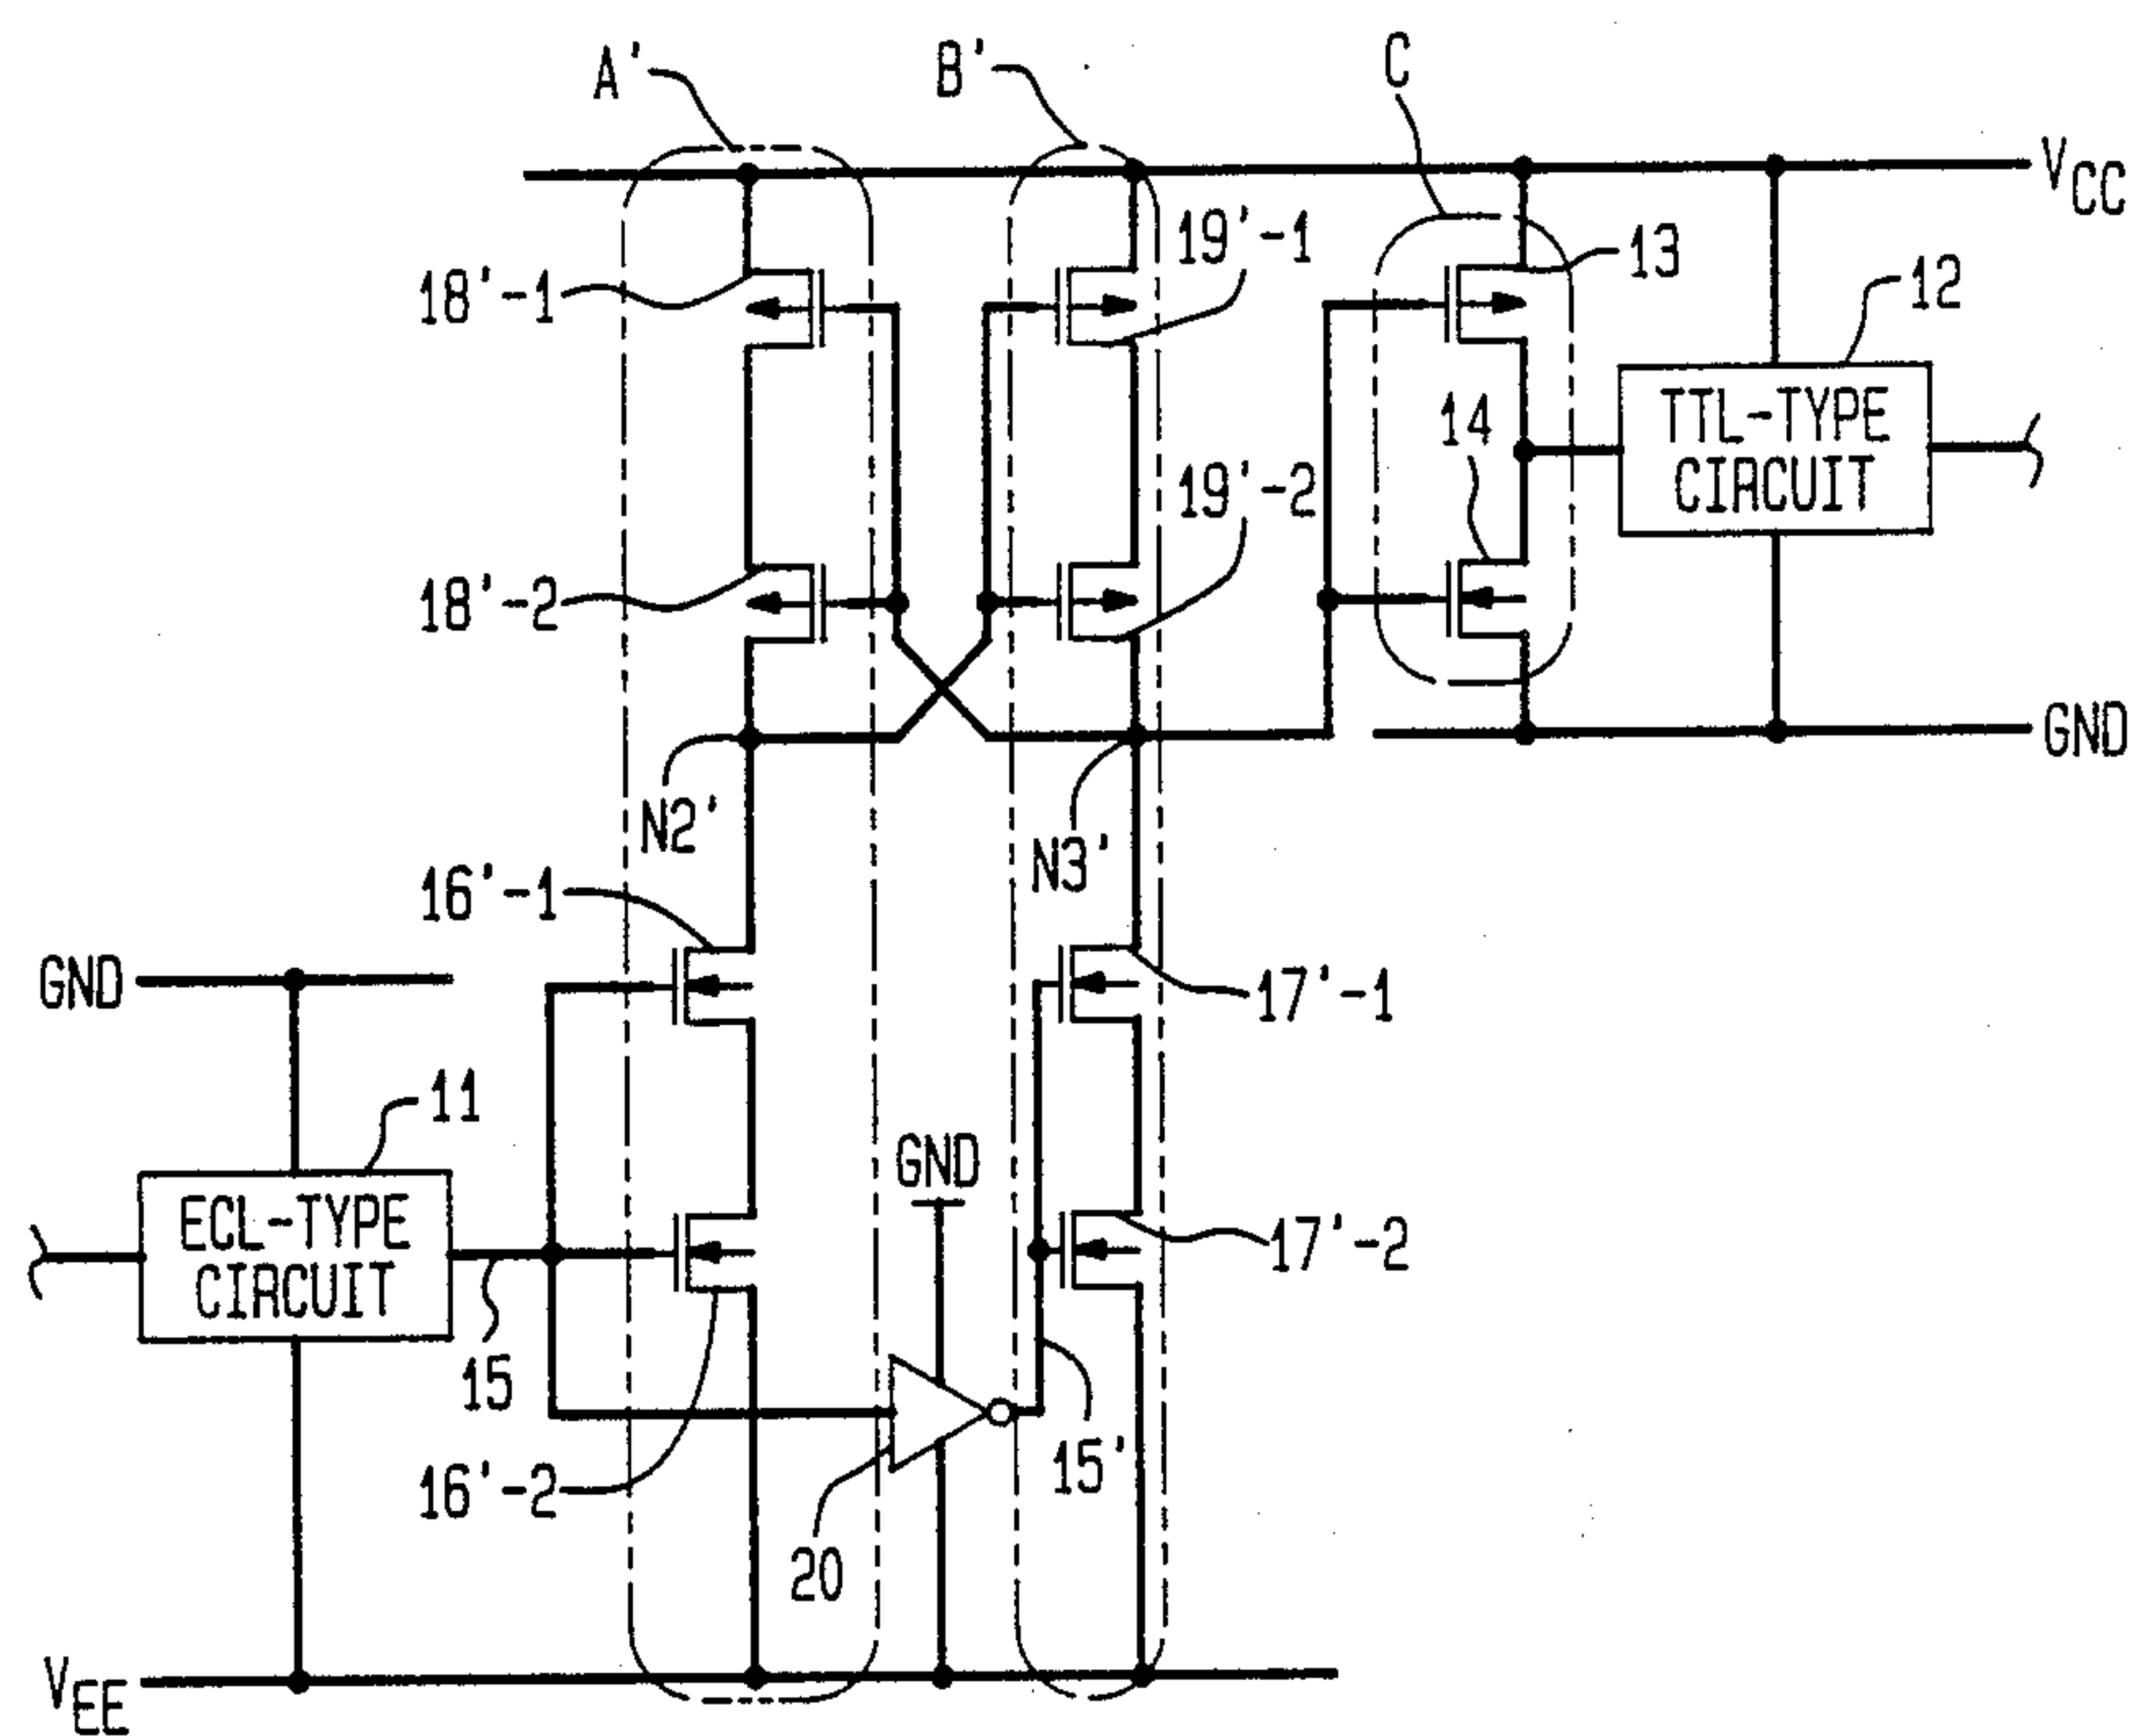 A'
B'
C
VCC
19'-1
13
18'-1
12
TTL-TYPE
CIRCUIT
14
19'-2
18'-2
GND
N2'
N3'
16'-1
GND
17'-1
11
GND
ECL-TYPE
CIRCUIT
17'-2
15
15'
16'-2
20
VEE